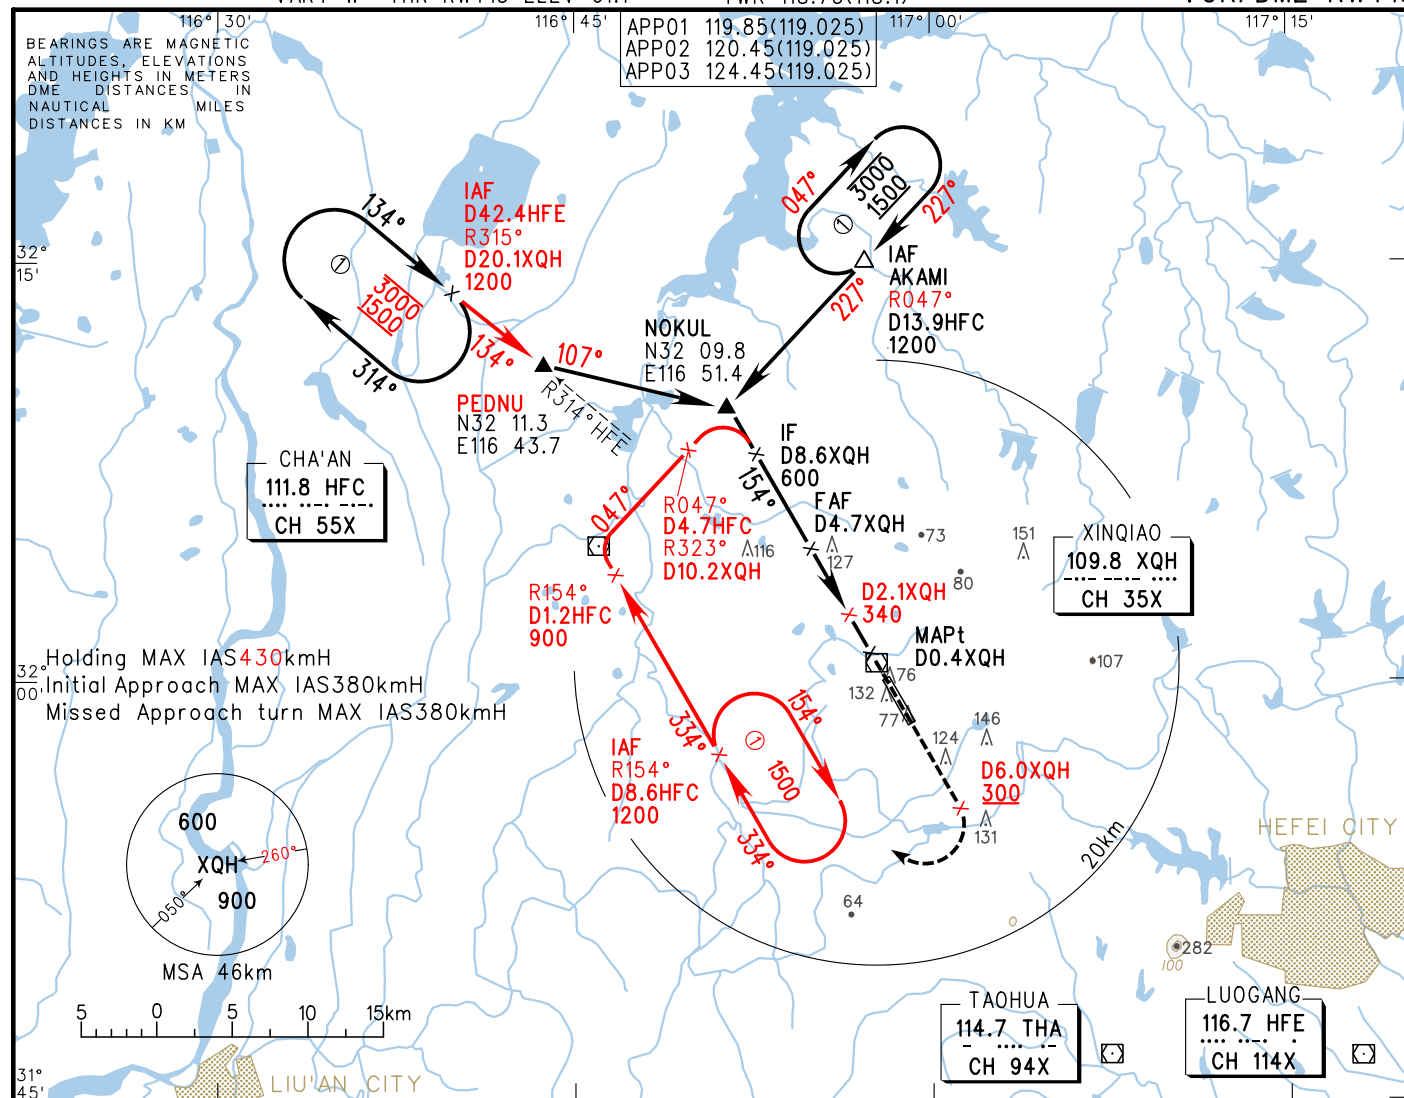 116°30'
116°45'
117°00'
117°15'
BEARINGS ARE MAGNETIC
ALTITUDES, ELEVATIONS
AND HEIGHTS IN METERS
DME DISTANCES IN
NAUTICAL MILES
DISTANCES IN KM
APP01 119.85(119.025)
APP02 120.45(119.025)
APP03 124.45(119.025)
32°
15'
134°
①
3000
1500
314°
IAF
D42.4HFE
R315°
D20.1XQH
1200
134°
PEDNU
N32 11.3
E116 43.7
107°
R314°HFE
NOKUL
N32 09.8
E116 51.4
047°
3000
1500
①
227°
227°
IAF
AKAMI
R047°
D13.9HFC
1200
CHA'AN
111.8 HFC
CH 55X
IF
D8.6XQH
600
154°
FAF
D4.7XQH
047°
R047°
D4.7HFC
R323°
D10.2XQH
116
127
73
80
151
XINQIAO
109.8 XQH
CH 35X
R154°
D1.2HFC
900
D2.1XQH
340
MAPt
D0.4XQH
107
76
132
77
32°
00'
Holding MAX IAS430kmH
Initial Approach MAX IAS380kmH
Missed Approach turn MAX IAS380kmH
334°
154°
①
1500
334°
IAF
R154°
D8.6HFC
1200
146
124
D6.0XQH
300
131
20km
HEFEI CITY
600
XQH
260°
050°
900
MSA 46km
64
282
100
5 0 5 10 15km
TAOHUA
114.7 THA
CH 94X
LUOGANG
116.7 HFE
CH 114X
31°
45'
LIU'AN CITY